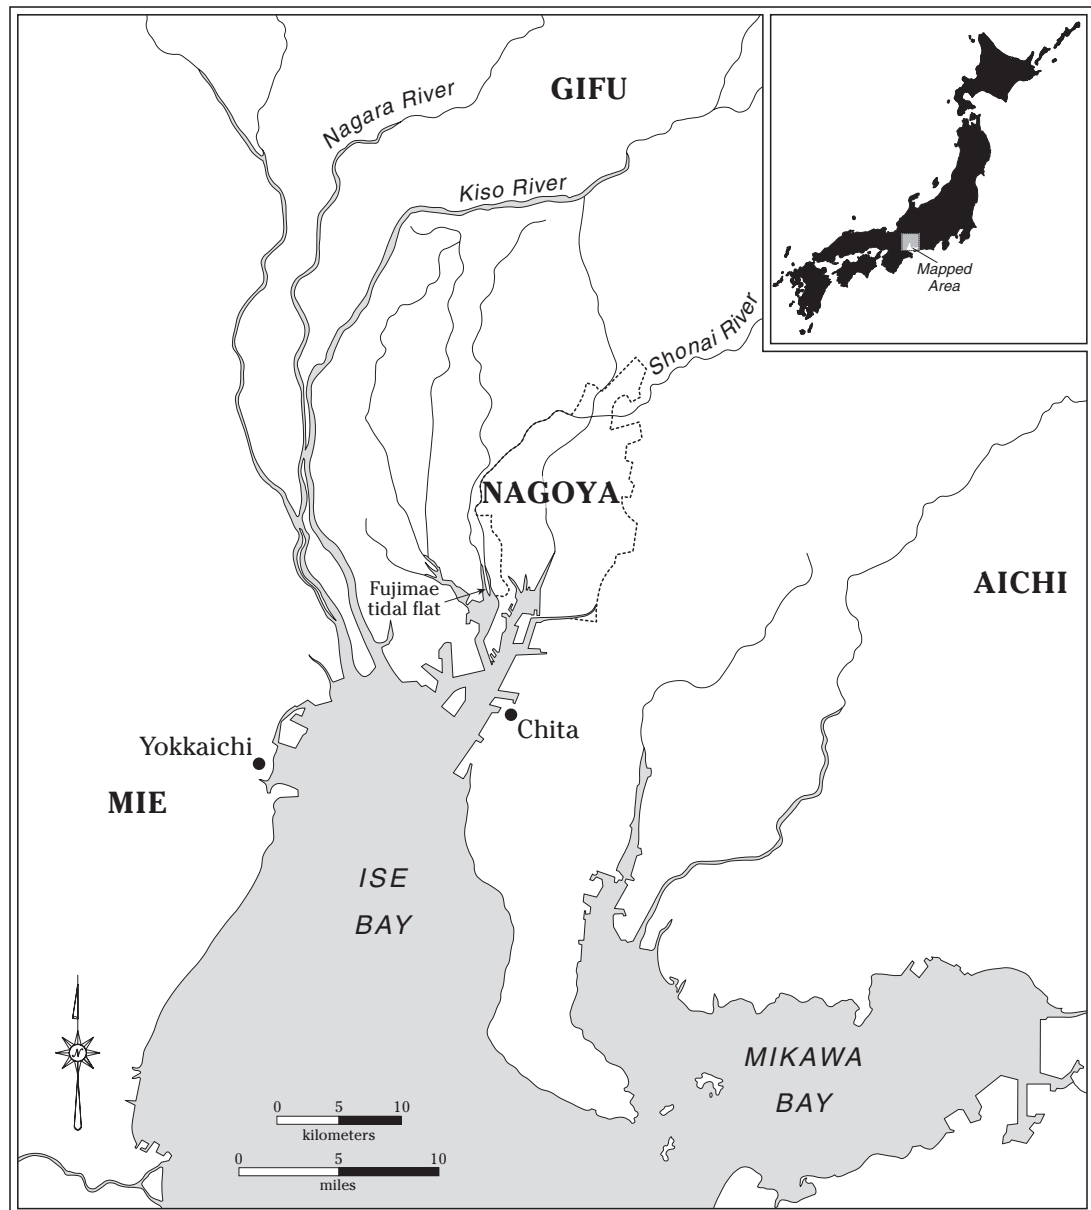 GIFU
Nagara River
Kiso River
Mapped
Area
Shonai River
NAGOYA
Fujimae
tidal flat
AICHI
Chita
Yokkaichi
MIE
ISE
BAY
MIKAWA
BAY
N
0 5 10
kilometers
0 5 10
miles